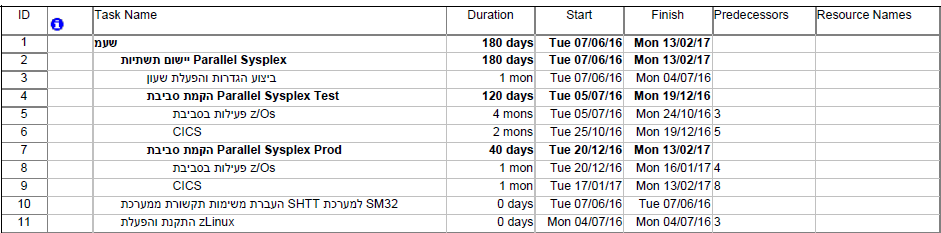 ID Task Name Duration Start Finish Predecessors Resource Names
1 שעמ 180 days Tue 07/06/16 Mon 13/02/17
2 יישום תשתיות Parallel Sysplex 180 days Tue 07/06/16 Mon 13/02/17
3 ביצוע הגדרות והפעלת שעון 1 mon Tue 07/06/16 Mon 04/07/16
4 הקמת סביבת Parallel Sysplex Test 120 days Tue 05/07/16 Mon 19/12/16
5 פעילות בסביבת z/Os 4 mons Tue 05/07/16 Mon 24/10/16 3
6 CICS 2 mons Tue 25/10/16 Mon 19/12/16 5
7 הקמת סביבת Parallel Sysplex Prod 40 days Tue 20/12/16 Mon 13/02/17
8 פעילות בסביבת z/Os 1 mon Tue 20/12/16 Mon 16/01/17 4
9 CICS 1 mon Tue 17/01/17 Mon 13/02/17 8
10 העברת משימות תקשורת ממערכת SHTT למערכת SM32 0 days Tue 07/06/16 Tue 07/06/16
11 התקנת והפעלת zLinux 0 days Mon 04/07/16 Mon 04/07/16 3